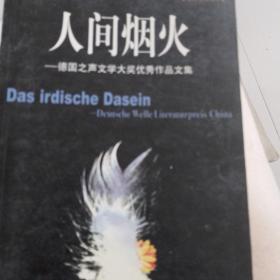 人间烟火
—德国之声文学大奖优秀作品文集
Das irdische Dasein
—Deutsche Welle Literaturpreis China